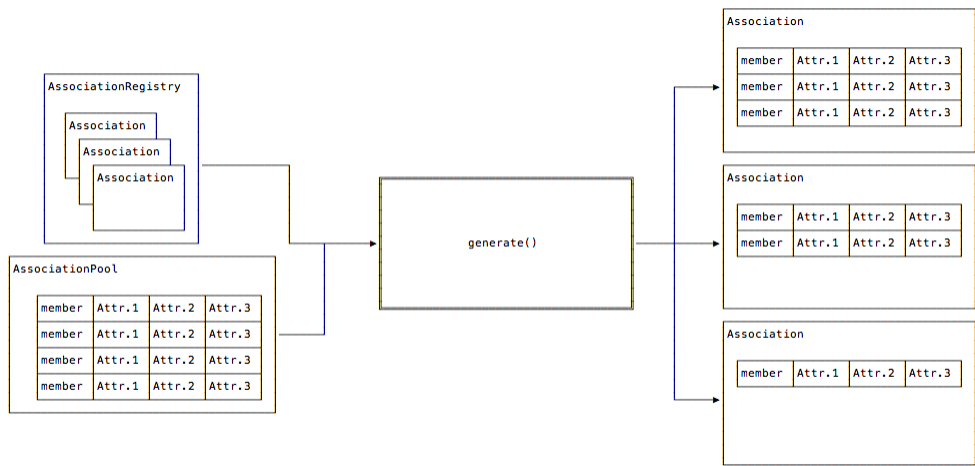 AssociationRegistry
Association
Association
Association
AssociationPool
member Attr.1 Attr.2 Attr.3
member Attr.1 Attr.2 Attr.3
member Attr.1 Attr.2 Attr.3
member Attr.1 Attr.2 Attr.3
generate()
Association
member Attr.1 Attr.2 Attr.3
member Attr.1 Attr.2 Attr.3
member Attr.1 Attr.2 Attr.3
Association
member Attr.1 Attr.2 Attr.3
member Attr.1 Attr.2 Attr.3
Association
member Attr.1 Attr.2 Attr.3